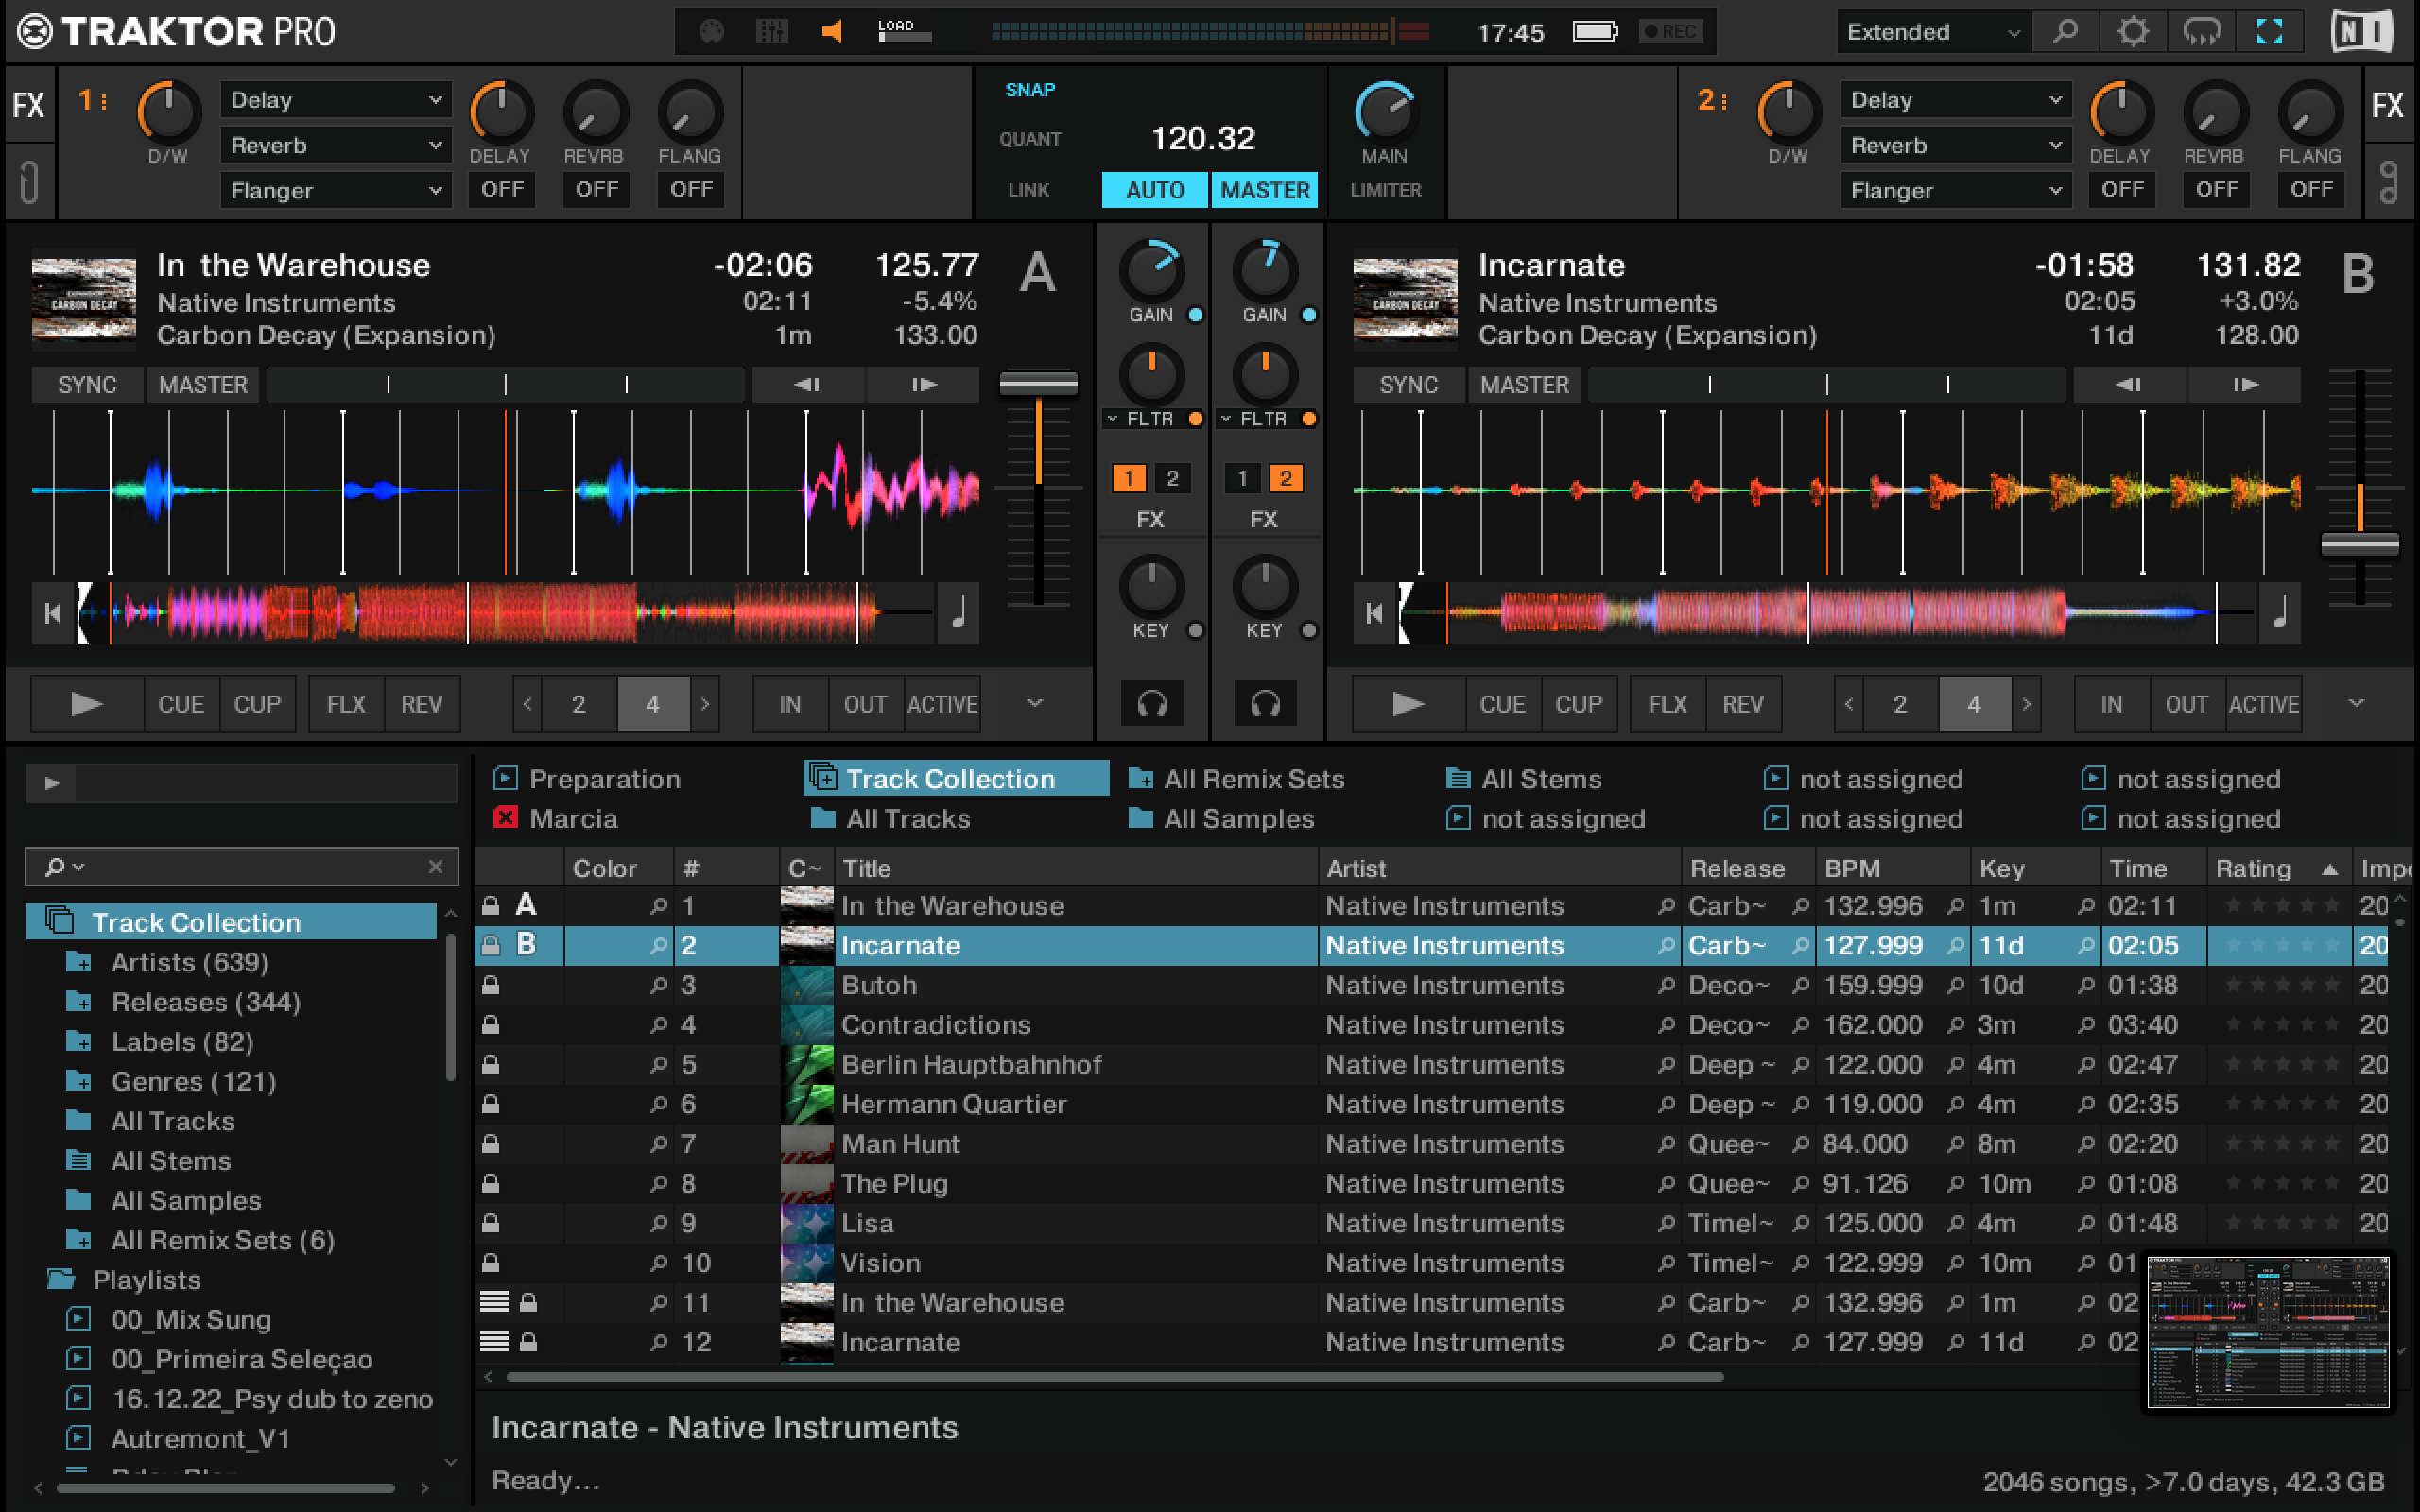 TRAKTOR PRO
LOAD
17:45
REC
Extended
NI
FX
1
D/W
Delay
Reverb
Flanger
DELAY
REVRB
FLANG
OFF
OFF
OFF
SNAP
QUANT
LINK
120.32
AUTO
MASTER
MAIN
LIMITER
2
D/W
Delay
Reverb
Flanger
DELAY
REVRB
FLANG
OFF
OFF
OFF
FX
EXPANSION
CARBON DECAY
In the Warehouse
Native Instruments
Carbon Decay (Expansion)
-02:06
02:11
1m
125.77
-5.4%
133.00
A
SYNC
MASTER
GAIN
GAIN
FLTR
FLTR
1 2
1 2
FX
FX
KEY
KEY
EXPANSION
CARBON DECAY
Incarnate
Native Instruments
Carbon Decay (Expansion)
-01:58
02:05
11d
131.82
+3.0%
128.00
B
SYNC
MASTER
CUE CUP FLX REV < 2 4 > IN OUT ACTIVE
CUE CUP FLX REV < 2 4 > IN OUT ACTIVE
Preparation
Track Collection
All Remix Sets
All Stems
not assigned
not assigned
Marcia
All Tracks
All Samples
not assigned
not assigned
not assigned
Track Collection
Artists (639)
Releases (344)
Labels (82)
Genres (121)
All Tracks
All Stems
All Samples
All Remix Sets (6)
Playlists
00_Mix Sung
00_Primeira Seleçao
16.12.22_Psy dub to zeno
Autremont_V1
Color # C~ Title Artist Release BPM Key Time Rating Impo
A 1 In the Warehouse Native Instruments Carb~ 132.996 1m 02:11 20
B 2 Incarnate Native Instruments Carb~ 127.999 11d 02:05 20
3 Butoh Native Instruments Deco~ 159.999 10d 01:38 20
4 Contradictions Native Instruments Deco~ 162.000 3m 03:40 20
5 Berlin Hauptbahnhof Native Instruments Deep ~ 122.000 4m 02:47 20
6 Hermann Quartier Native Instruments Deep ~ 119.000 4m 02:35 20
7 Man Hunt Native Instruments Quee~ 84.000 8m 02:20 20
8 The Plug Native Instruments Quee~ 91.126 10m 01:08 20
9 Lisa Native Instruments Timel~ 125.000 4m 01:48 20
10 Vision Native Instruments Timel~ 122.999 10m 01
11 In the Warehouse Native Instruments Carb~ 132.996 1m 02
12 Incarnate Native Instruments Carb~ 127.999 11d 02
Incarnate - Native Instruments
Ready...
2046 songs, >7.0 days, 42.3 GB